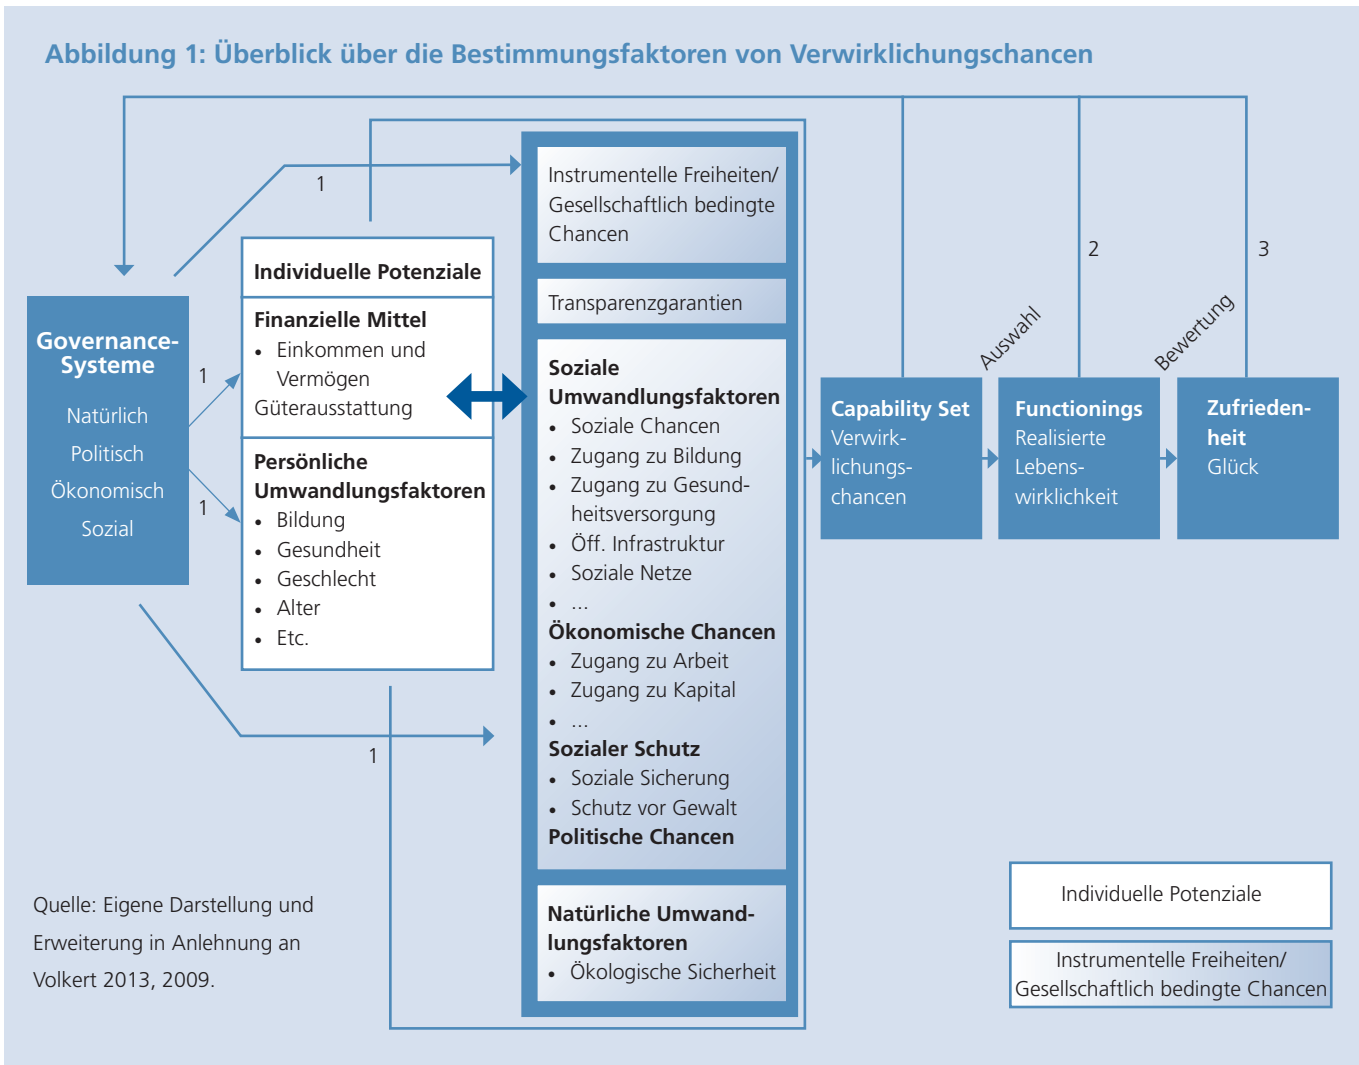 Abbildung 1: Überblick über die Bestimmungsfaktoren von Verwirklichungschancen
Governance-
Systeme
Natürlich
Politisch
Ökonomisch
Sozial
1
1
1
1
Individuelle Potenziale
Finanzielle Mittel
• Einkommen und
Vermögen
Güterausstattung
Persönliche
Umwandlungsfaktoren
• Bildung
• Gesundheit
• Geschlecht
• Alter
• Etc.
Instrumentelle Freiheiten/
Gesellschaftlich bedingte
Chancen
Transparenzgarantien
Soziale
Umwandlungsfaktoren
• Soziale Chancen
• Zugang zu Bildung
• Zugang zu Gesund-
heitsversorgung
• Öff. Infrastruktur
• Soziale Netze
• ...
Ökonomische Chancen
• Zugang zu Arbeit
• Zugang zu Kapital
• ...
Sozialer Schutz
• Soziale Sicherung
• Schutz vor Gewalt
Politische Chancen
Natürliche Umwand-
lungsfaktoren
• Ökologische Sicherheit
Capability Set
Verwirk-
lichungs-
chancen
Auswahl
2
Functionings
Realisierte
Lebens-
wirklichkeit
Bewertung
3
Zufrieden-
heit
Glück
Quelle: Eigene Darstellung und
Erweiterung in Anlehnung an
Volkert 2013, 2009.
Individuelle Potenziale
Instrumentelle Freiheiten/
Gesellschaftlich bedingte Chancen